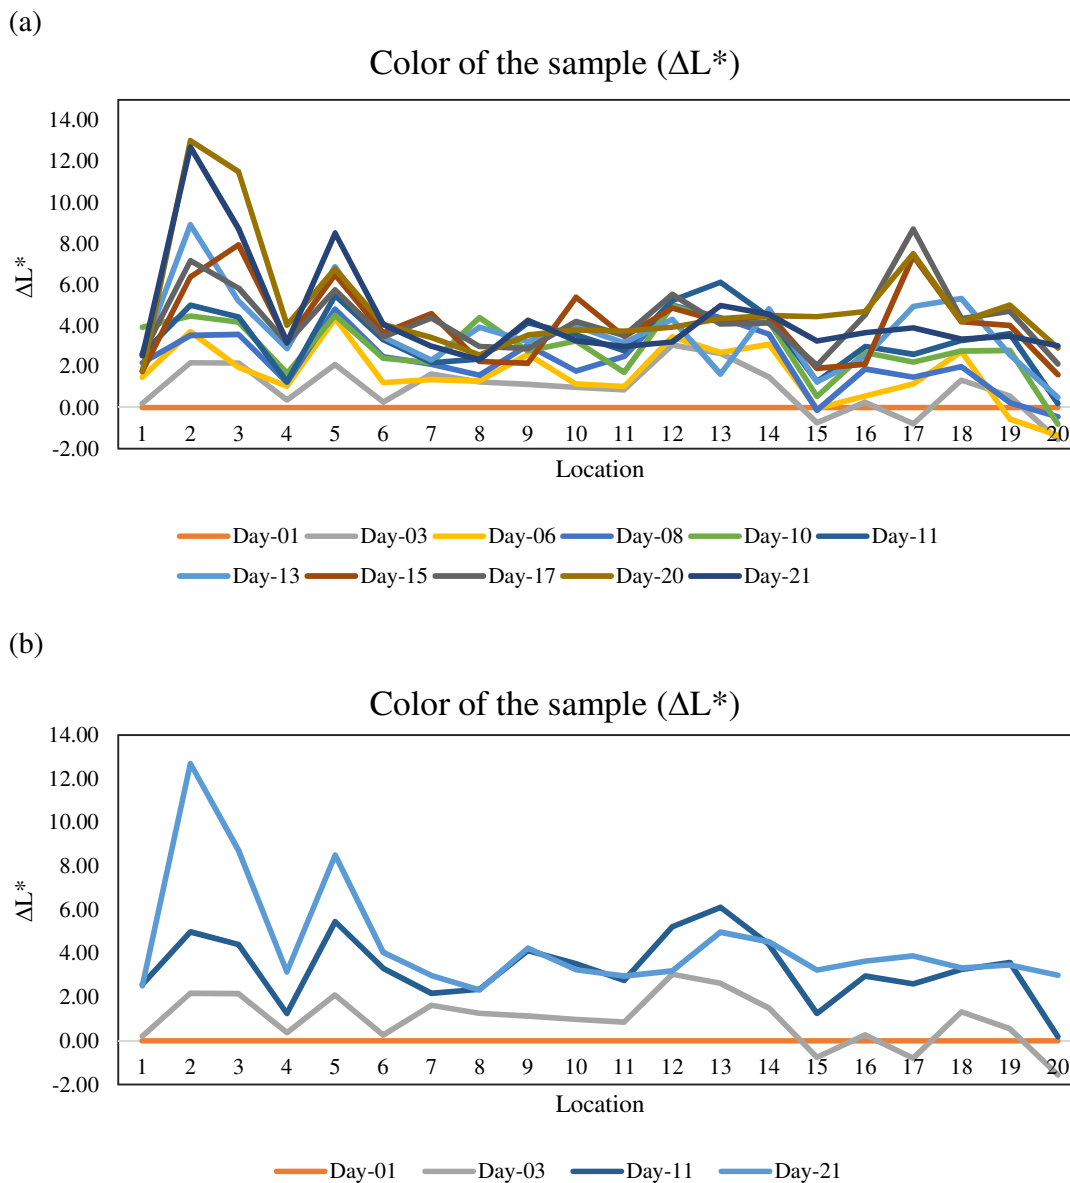 (a)
Color of the sample (ΔL*)
14.00
12.00
10.00
8.00
6.00
4.00
2.00
0.00
-2.00
ΔL*
1 2 3 4 5 6 7 8 9 10 11 12 13 14 15 16 17 18 19 20
Location
Day-01 Day-03 Day-06 Day-08 Day-10 Day-11
Day-13 Day-15 Day-17 Day-20 Day-21
(b)
Color of the sample (ΔL*)
14.00
12.00
10.00
8.00
6.00
4.00
2.00
0.00
-2.00
ΔL*
1 2 3 4 5 6 7 8 9 10 11 12 13 14 15 16 17 18 19 20
Location
Day-01 Day-03 Day-11 Day-21